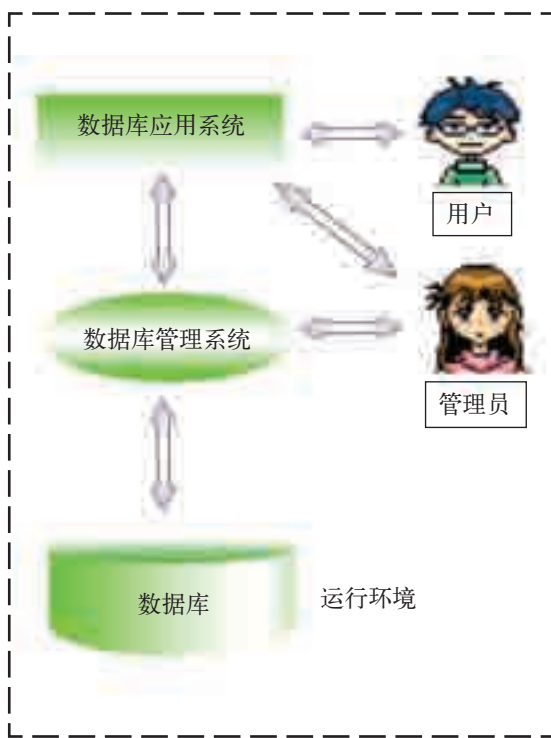 数据库应用系统
用户
数据库管理系统
管理员
数据库
运行环境